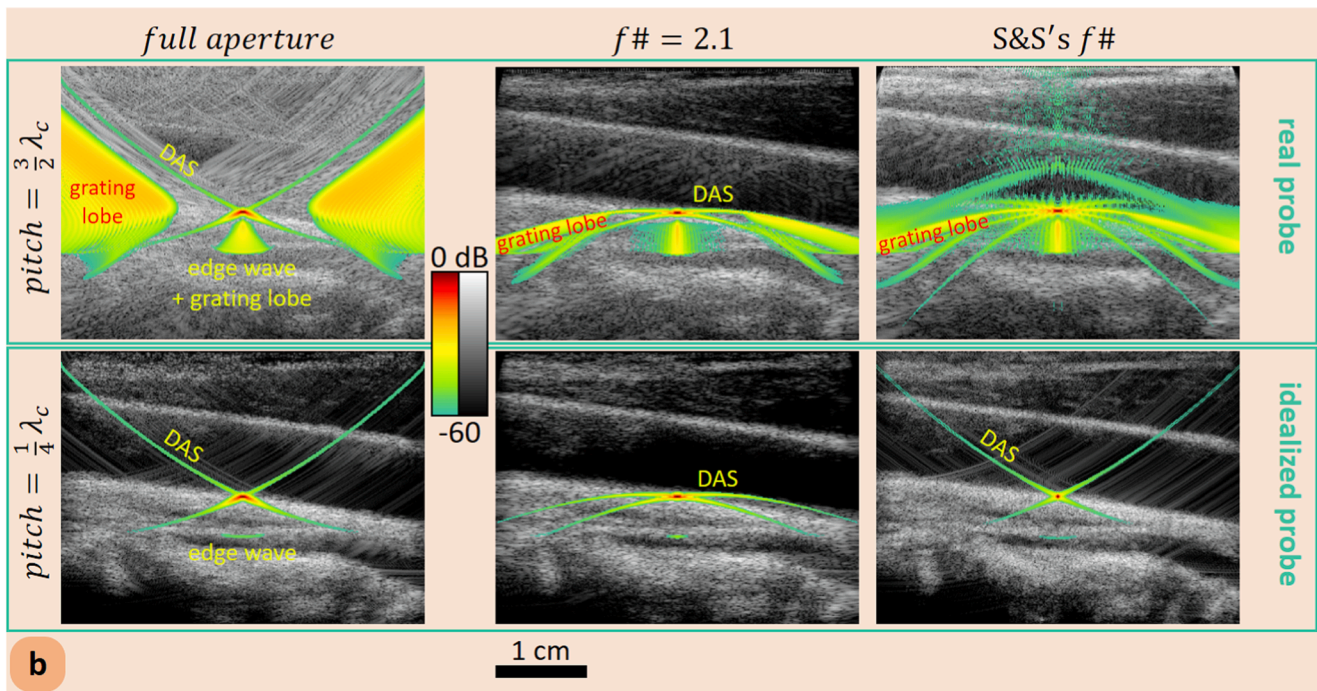 full aperture
f# = 2.1
S&S's f#
pitch = 3/2 λc
DAS
grating
lobe
edge wave
+ grating lobe
DAS
grating lobe
grating lobe
real probe
0 dB
-60
pitch = 1/4 λc
DAS
edge wave
DAS
DAS
idealized probe
b
1 cm